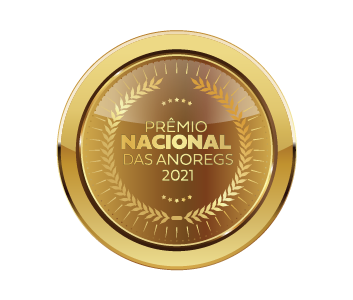 PRÊMIO
NACIONAL
DAS ANOREGS
2021